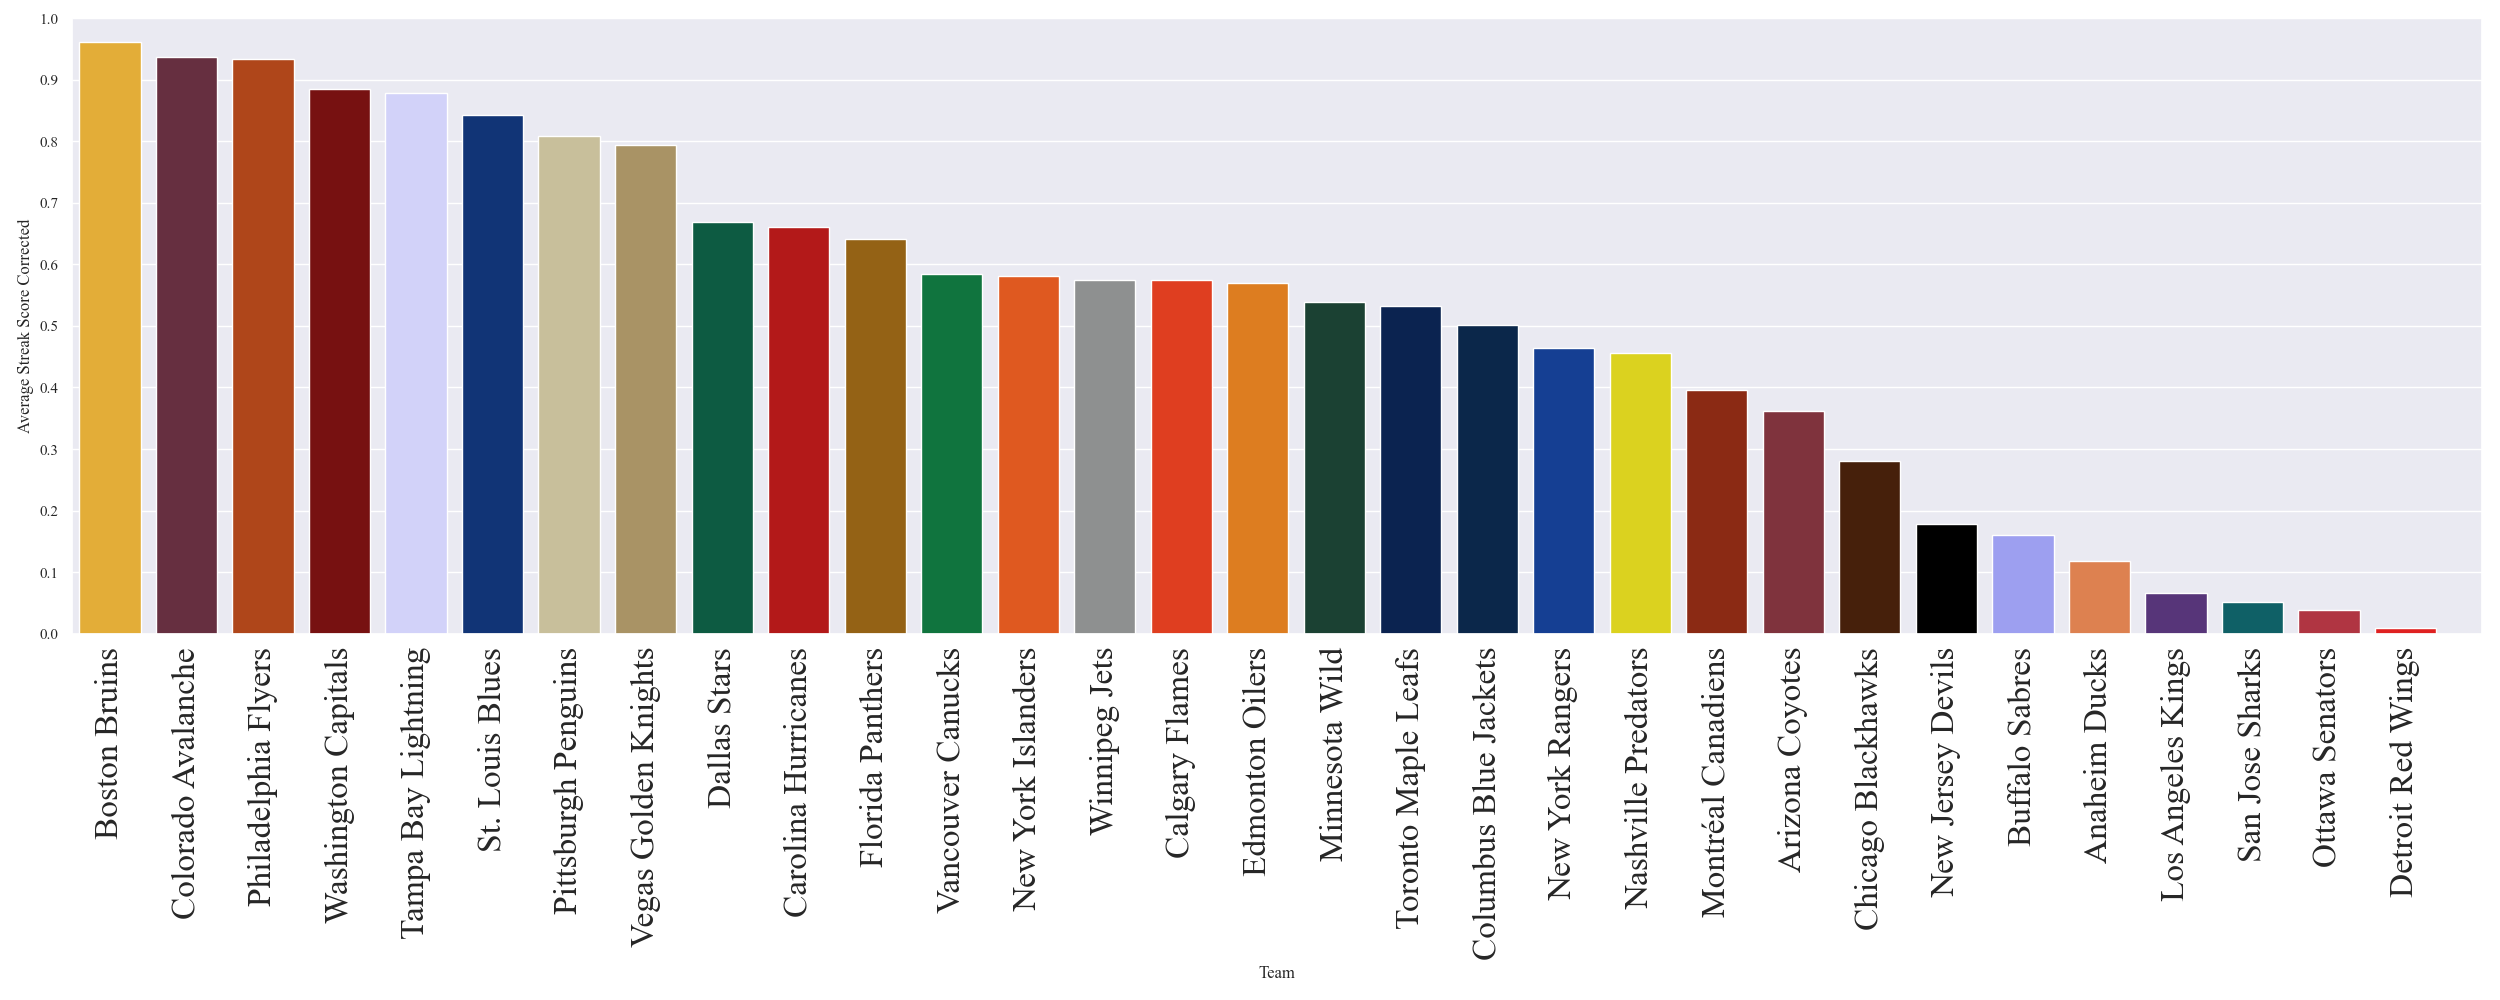 Average Streak Score Corrected
1.0
0.9
0.8
0.7
0.6
0.5
0.4
0.3
0.2
0.1
0.0
Boston Bruins
Colorado Avalanche
Philadelphia Flyers
Washington Capitals
Tampa Bay Lightning
St. Louis Blues
Pittsburgh Penguins
Vegas Golden Knights
Dallas Stars
Carolina Hurricanes
Florida Panthers
Vancouver Canucks
New York Islanders
Winnipeg Jets
Calgary Flames
Edmonton Oilers
Minnesota Wild
Toronto Maple Leafs
Columbus Blue Jackets
New York Rangers
Nashville Predators
Montréal Canadiens
Arizona Coyotes
Chicago Blackhawks
New Jersey Devils
Buffalo Sabres
Anaheim Ducks
Los Angeles Kings
San Jose Sharks
Ottawa Senators
Detroit Red Wings
Team